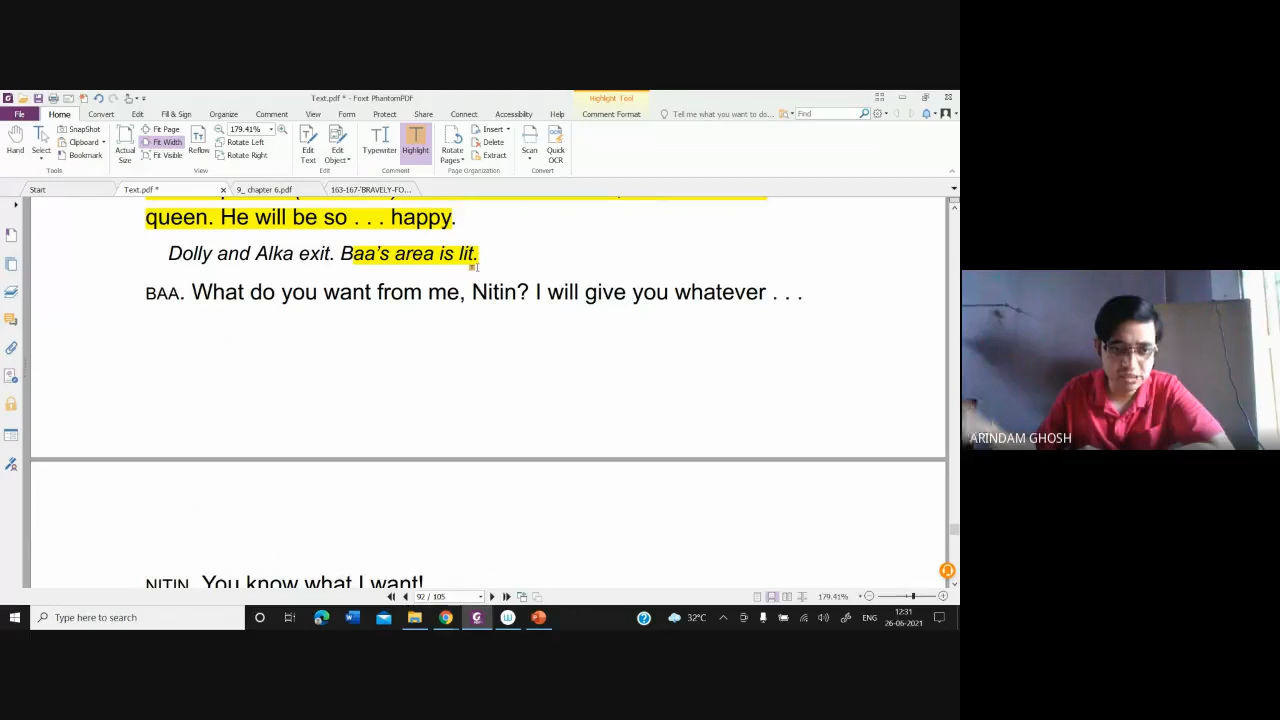 Text.pdf * - Foxit PhantomPDF
Highlight Tool
File Home Convert Edit Fill & Sign Organize Comment View Form Protect Share Connect Accessibility Help Comment Format Tell me what you want to do... Find
Hand
Select
SnapShot
Clipboard
Bookmark
Tools
Actual Size
Fit Page
Fit Width
Fit Visible
Reflow
179.41%
Rotate Left
Rotate Right
View
Edit Text
Edit Object
Edit
Typewriter
Highlight
Comment
Rotate Pages
Insert
Delete
Extract
Page Organization
Scan
Quick OCR
Convert
Start Text.pdf * 9_ chapter 6.pdf 163-167-'BRAVELY-FO...
queen. He will be so . . . happy.
Dolly and Alka exit. Baa's area is lit.
BAA. What do you want from me, Nitin? I will give you whatever . . .
NITIN. You know what I want!
92 / 105
179.41%
Type here to search
32°C
ENG
12:31
26-06-2021
ARINDAM GHOSH